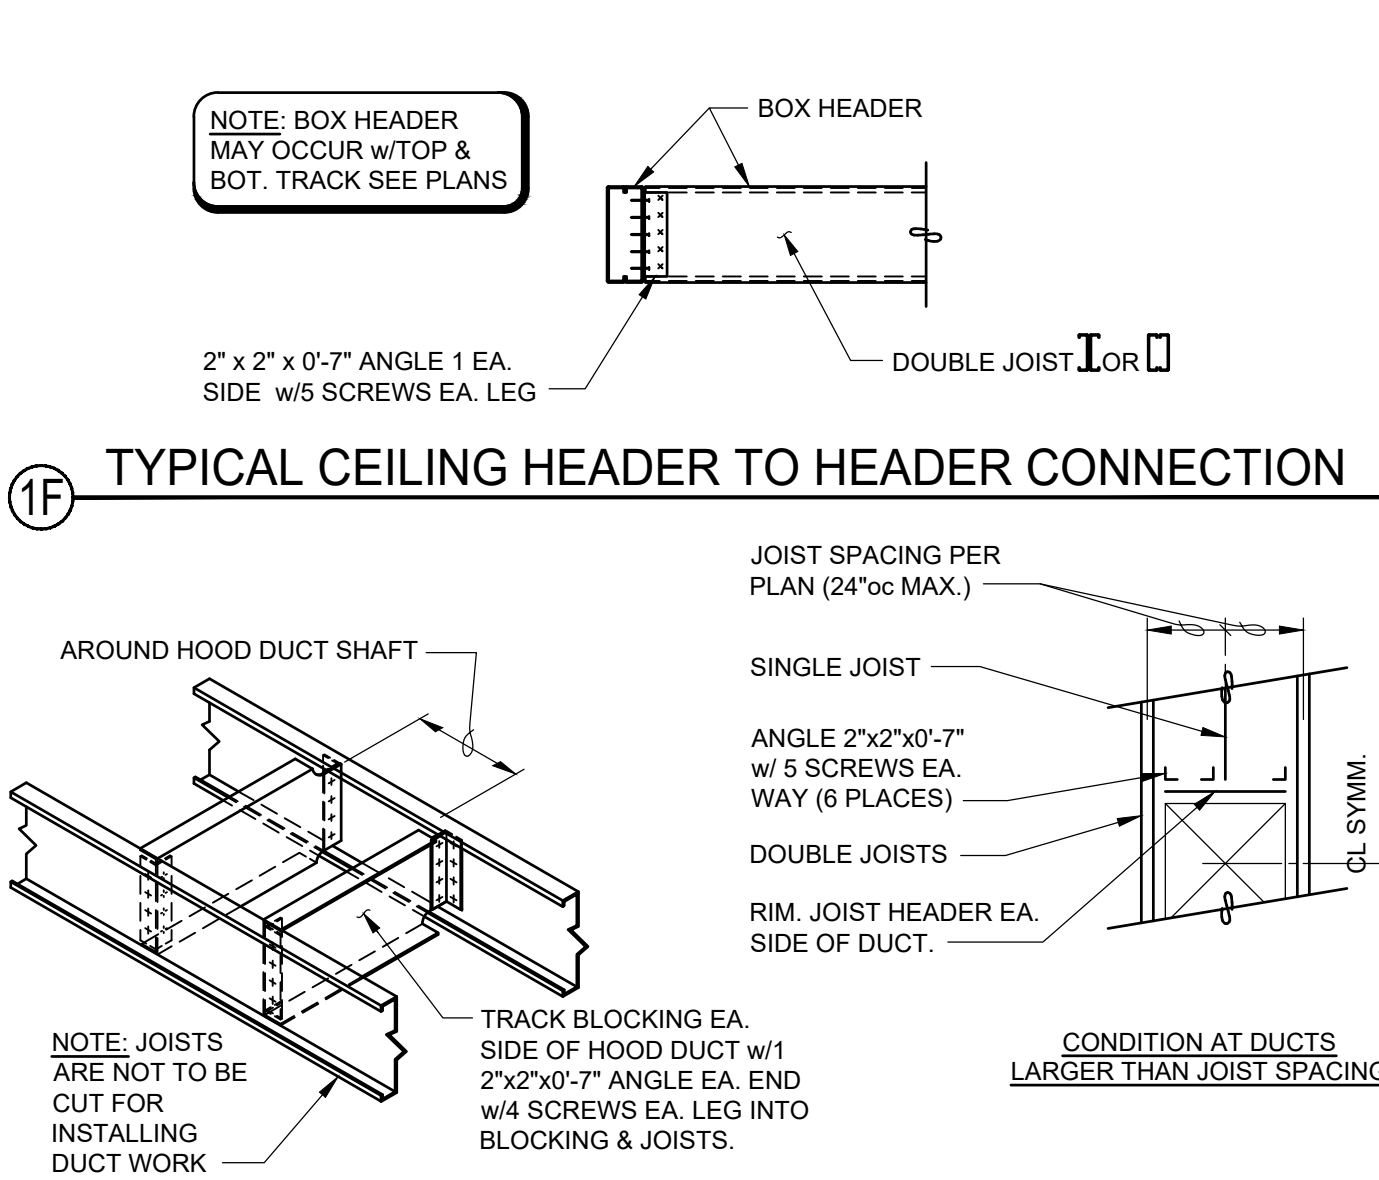 NOTE: BOX HEADER
MAY OCCUR w/TOP &
BOT. TRACK SEE PLANS
BOX HEADER
2" x 2" x 0'-7" ANGLE 1 EA.
SIDE w/5 SCREWS EA. LEG
DOUBLE JOIST OR
1F
TYPICAL CEILING HEADER TO HEADER CONNECTION
AROUND HOOD DUCT SHAFT
NOTE: JOISTS
ARE NOT TO BE
CUT FOR
INSTALLING
DUCT WORK
TRACK BLOCKING EA.
SIDE OF HOOD DUCT w/1
2"x2"x0'-7" ANGLE EA. END
w/4 SCREWS EA. LEG INTO
BLOCKING & JOISTS.
JOIST SPACING PER
PLAN (24"oc MAX.)
SINGLE JOIST
ANGLE 2"x2"x0'-7"
w/ 5 SCREWS EA.
WAY (6 PLACES)
DOUBLE JOISTS
RIM. JOIST HEADER EA.
SIDE OF DUCT.
CL SYMM.
CONDITION AT DUCTS
LARGER THAN JOIST SPACING